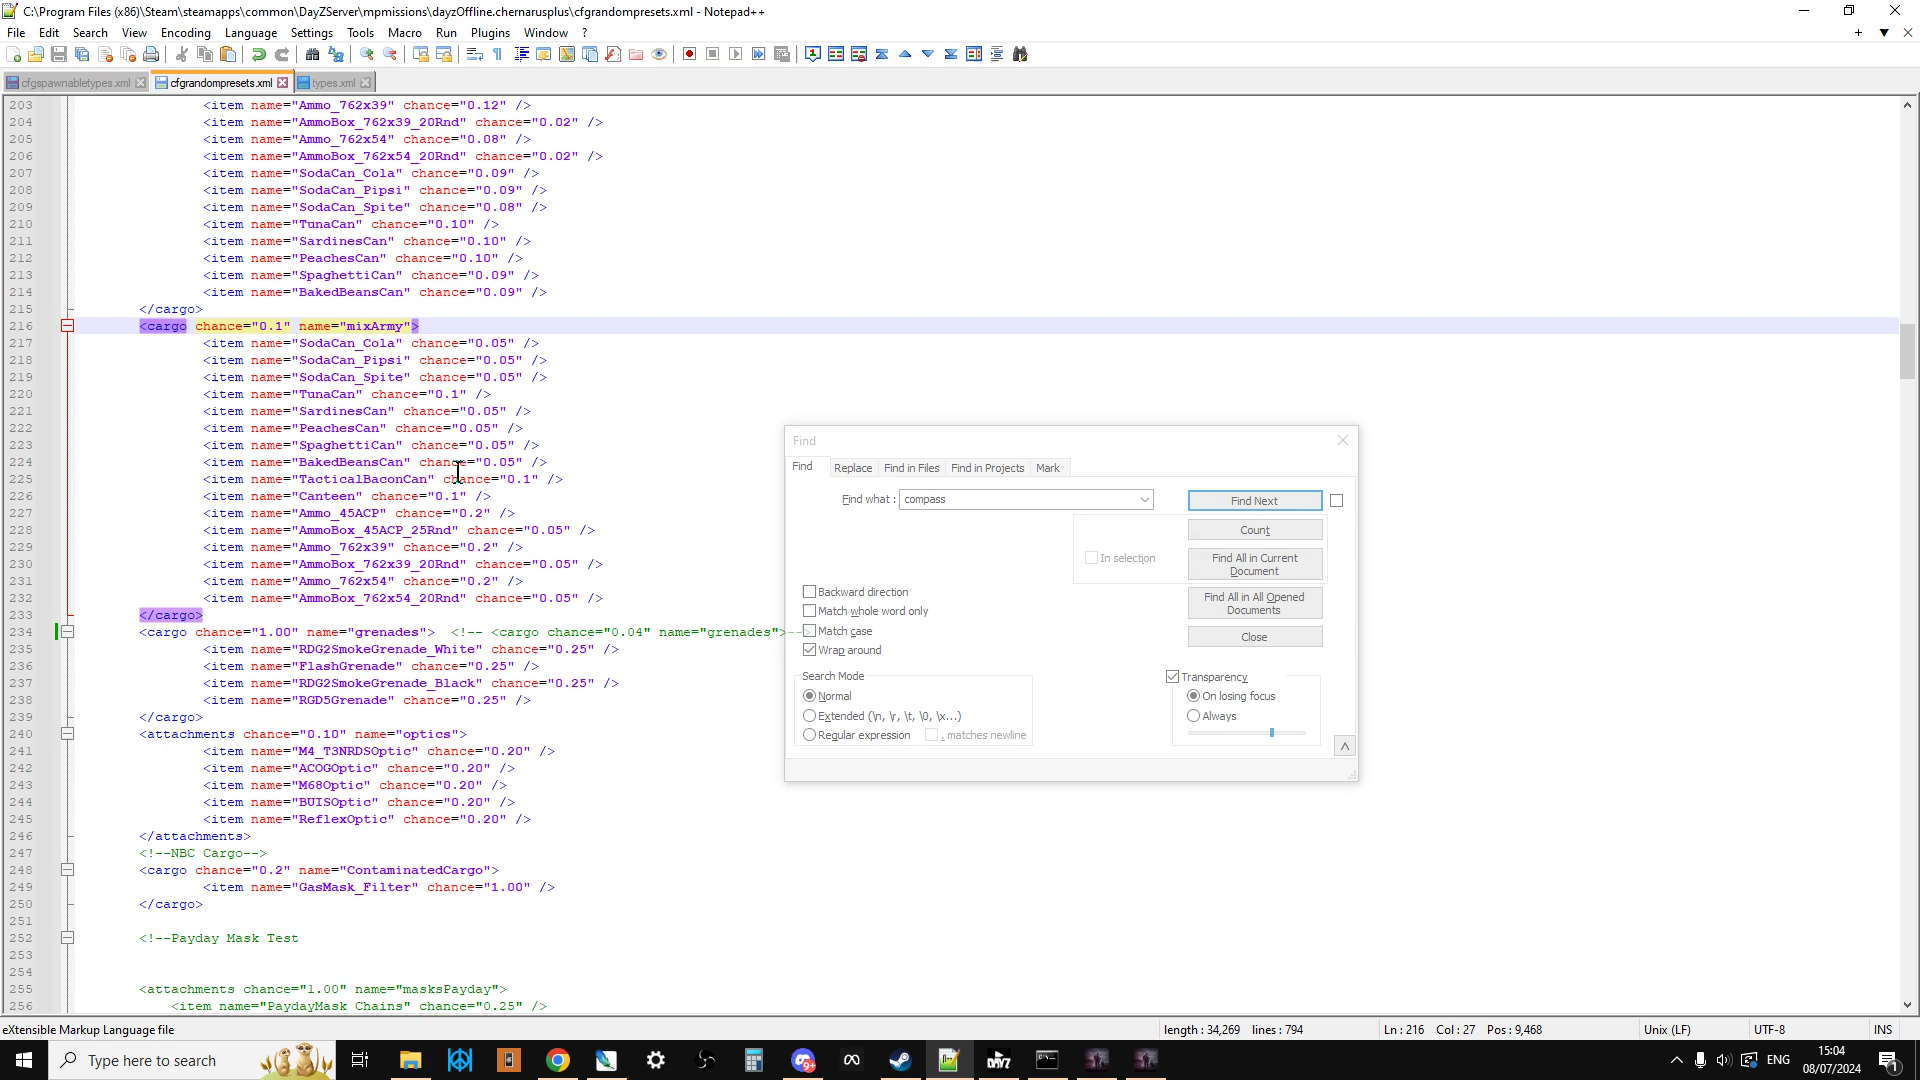 C:\Program Files (x86)\Steam\steamapps\common\DayZServer\mpmissions\dayzOffline.chernarusplus\cfgrandompresets.xml - Notepad++
File Edit Search View Encoding Language Settings Tools Macro Run Plugins Window ?
cfgspawnabletypes.xml cfgrandompresets.xml types.xml
203 <item name="Ammo_762x39" chance="0.12" />
204 <item name="AmmoBox_762x39_20Rnd" chance="0.02" />
205 <item name="Ammo_762x54" chance="0.08" />
206 <item name="AmmoBox_762x54_20Rnd" chance="0.02" />
207 <item name="SodaCan_Cola" chance="0.09" />
208 <item name="SodaCan_Pipsi" chance="0.09" />
209 <item name="SodaCan_Spite" chance="0.08" />
210 <item name="TunaCan" chance="0.10" />
211 <item name="SardinesCan" chance="0.10" />
212 <item name="PeachesCan" chance="0.10" />
213 <item name="SpaghettiCan" chance="0.09" />
214 <item name="BakedBeansCan" chance="0.09" />
215 </cargo>
216 <cargo chance="0.1" name="mixArmy">
217 <item name="SodaCan_Cola" chance="0.05" />
218 <item name="SodaCan_Pipsi" chance="0.05" />
219 <item name="SodaCan_Spite" chance="0.05" />
220 <item name="TunaCan" chance="0.1" />
221 <item name="SardinesCan" chance="0.05" />
222 <item name="PeachesCan" chance="0.05" />
223 <item name="SpaghettiCan" chance="0.05" />
224 <item name="BakedBeansCan" chance="0.05" />
225 <item name="TacticalBaconCan" chance="0.1" />
226 <item name="Canteen" chance="0.1" />
227 <item name="Ammo_45ACP" chance="0.2" />
228 <item name="AmmoBox_45ACP_25Rnd" chance="0.05" />
229 <item name="Ammo_762x39" chance="0.2" />
230 <item name="AmmoBox_762x39_20Rnd" chance="0.05" />
231 <item name="Ammo_762x54" chance="0.2" />
232 <item name="AmmoBox_762x54_20Rnd" chance="0.05" />
233 </cargo>
234 <cargo chance="1.00" name="grenades"> <!-- <cargo chance="0.04" name="grenades">-->
235 <item name="RDG2SmokeGrenade_White" chance="0.25" />
236 <item name="FlashGrenade" chance="0.25" />
237 <item name="RDG2SmokeGrenade_Black" chance="0.25" />
238 <item name="RGD5Grenade" chance="0.25" />
239 </cargo>
240 <attachments chance="0.10" name="optics">
241 <item name="M4_T3NRDSOptic" chance="0.20" />
242 <item name="ACOGOptic" chance="0.20" />
243 <item name="M68Optic" chance="0.20" />
244 <item name="BUISOptic" chance="0.20" />
245 <item name="ReflexOptic" chance="0.20" />
246 </attachments>
247 <!--NBC Cargo-->
248 <cargo chance="0.2" name="ContaminatedCargo">
249 <item name="GasMask_Filter" chance="1.00" />
250 </cargo>
251
252 <!--Payday Mask Test
253
254
255 <attachments chance="1.00" name="masksPayday">
256 <item name="PaydayMask Chains" chance="0.25" />
Find
Find Replace Find in Files Find in Projects Mark
Find what : compass Find Next
Count
In selection Find All in Current Document
Backward direction Find All in All Opened Documents
Match whole word only
Match case Close
Wrap around
Search Mode Transparency
Normal On losing focus
Extended (\n, \r, \t, \0, \x...) Always
Regular expression . matches newline
eXtensible Markup Language file length : 34,269 lines : 794 Ln : 216 Col : 27 Pos : 9,468 Unix (LF) UTF-8 INS
Type here to search ENG 15:04
08/07/2024